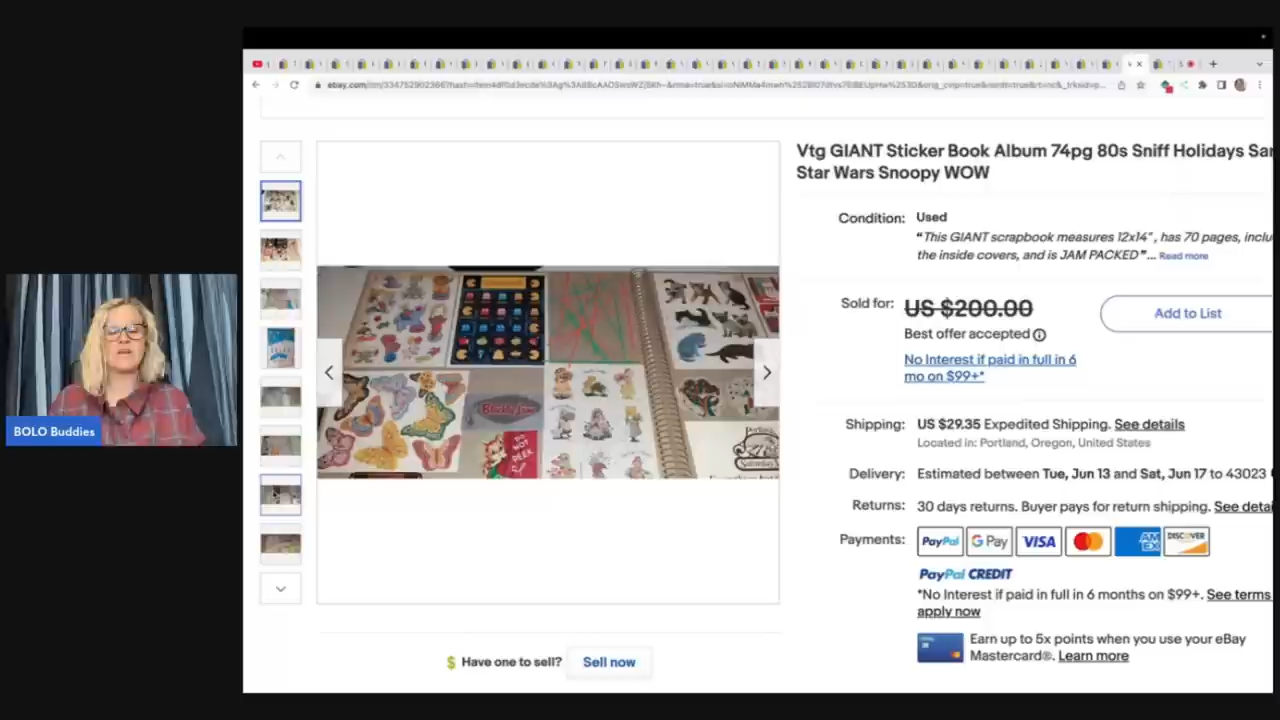 Vtg GIANT Sticker Book Album 74pg 80s Sniff Holidays
Star Wars Snoopy WOW
Condition:
Used
“This GIANT scrapbook measures 12x14", has 70 pages,
the inside covers, and is JAM PACKED”... Read more
Sold for:
US $200.00
Add to List
Best offer accepted
No Interest if paid in full in 6
mo on $99+*
DO NOT PEEK
BOLO Buddies
Shipping:
US $29.35 Expedited Shipping. See details
Located in: Portland, Oregon, United States
Delivery:
Estimated between Tue, Jun 13 and Sat, Jun 17 to 43023
Returns:
30 days returns. Buyer pays for return shipping. See
Payments:
PayPal G Pay VISA AM EX DISCOVER
PayPal CREDIT
*No Interest if paid in full in 6 months on $99+. See terms
apply now
Earn up to 5x points when you use your eBay
Mastercard®. Learn more
Have one to sell? Sell now